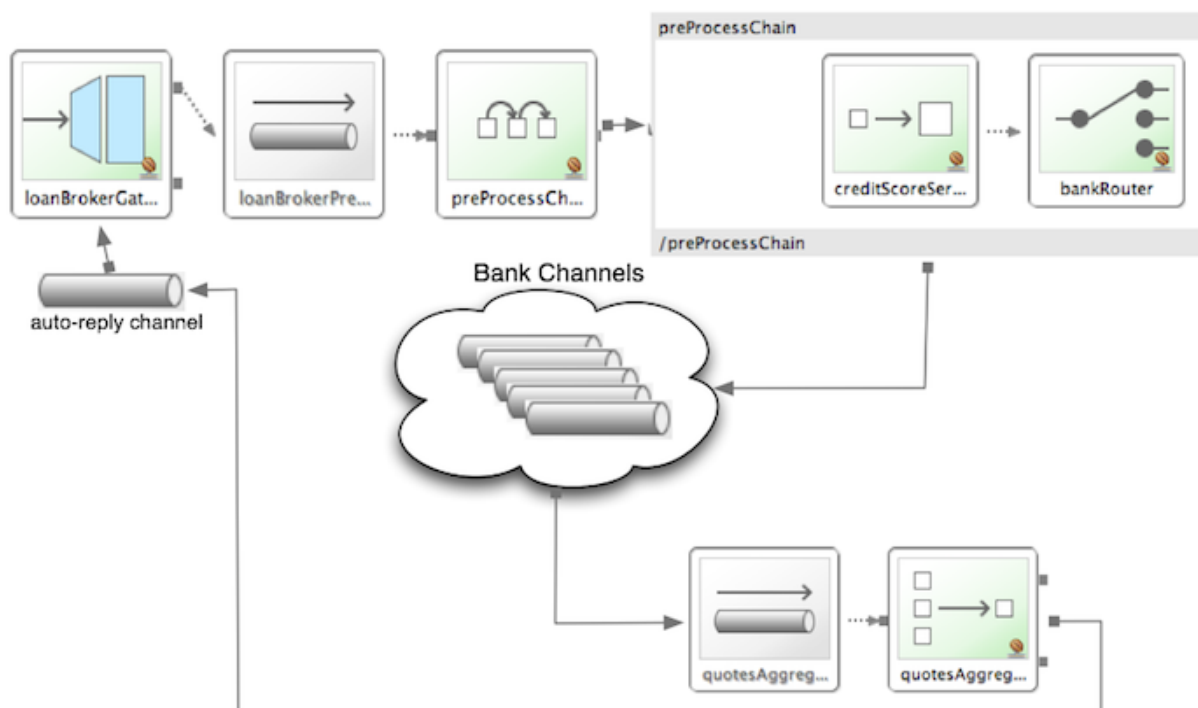 preProcessChain
loanBrokerGat...
loanBrokerPre...
preProcessCh...
creditScoreSer...
bankRouter
/preProcessChain
auto-reply channel
Bank Channels
quotesAggreg...
quotesAggreg...